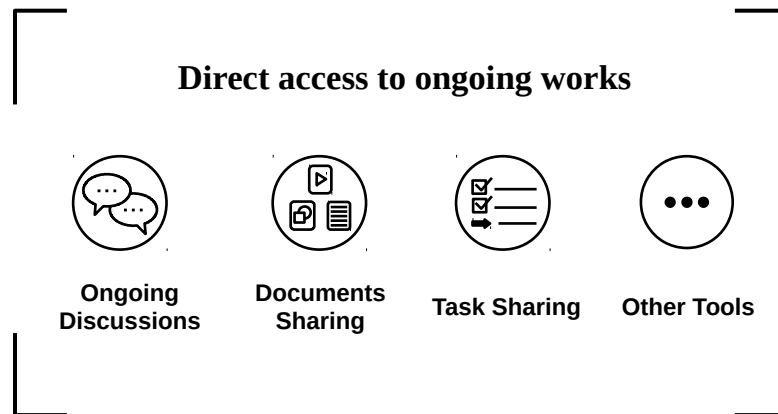 Direct access to ongoing works
Ongoing
Discussions
Documents
Sharing
Task Sharing
Other Tools